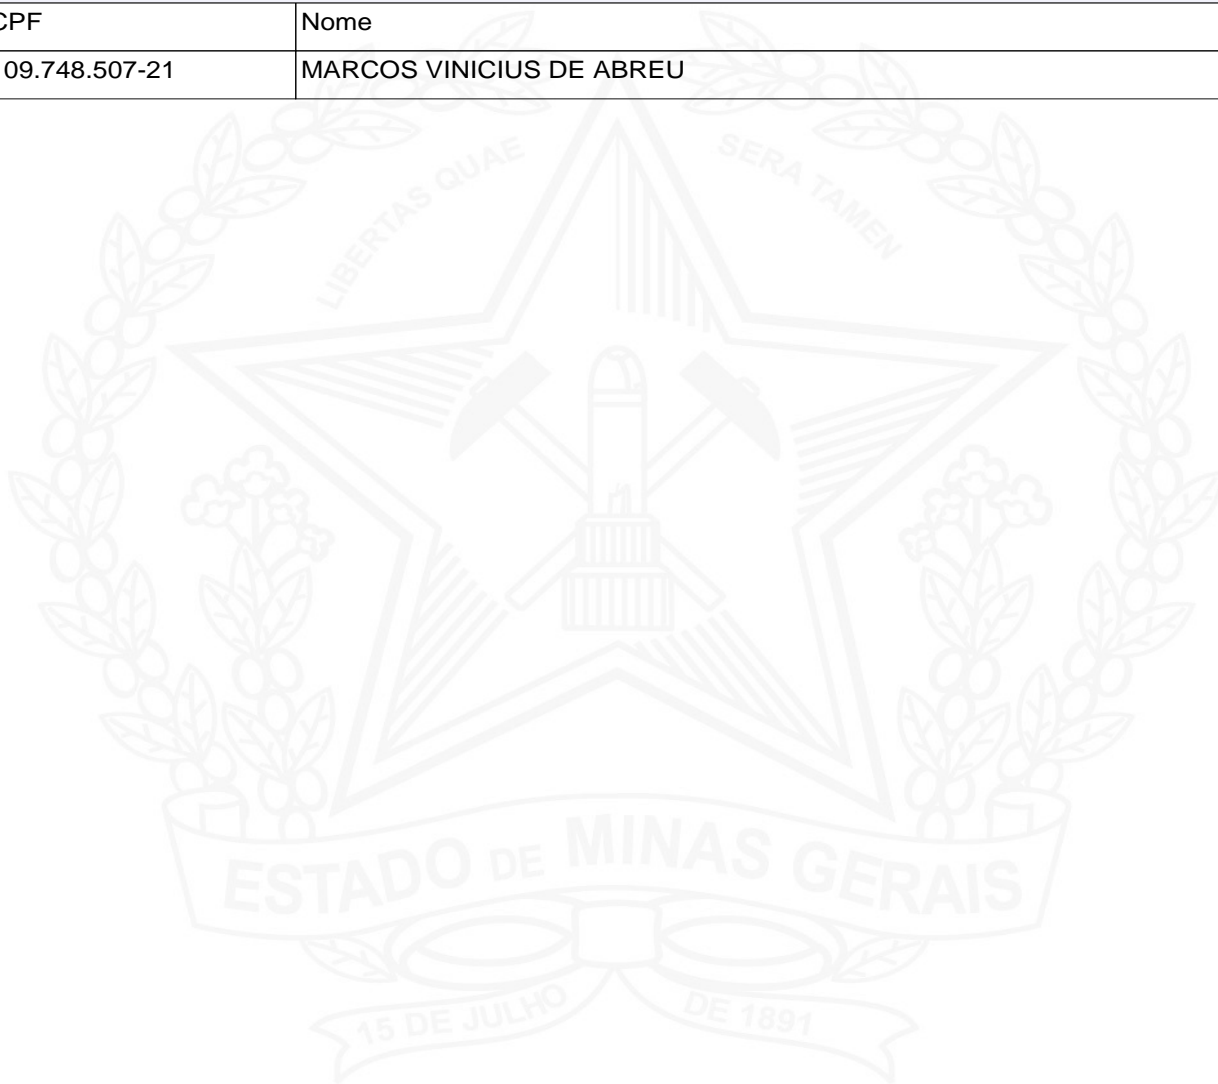 CPF Nome
09.748.507-21 MARCOS VINICIUS DE ABREU
LIBERTAS QUAE SERA TAMEN
ESTADO DE MINAS GERAIS
15 DE JULHO DE 1891